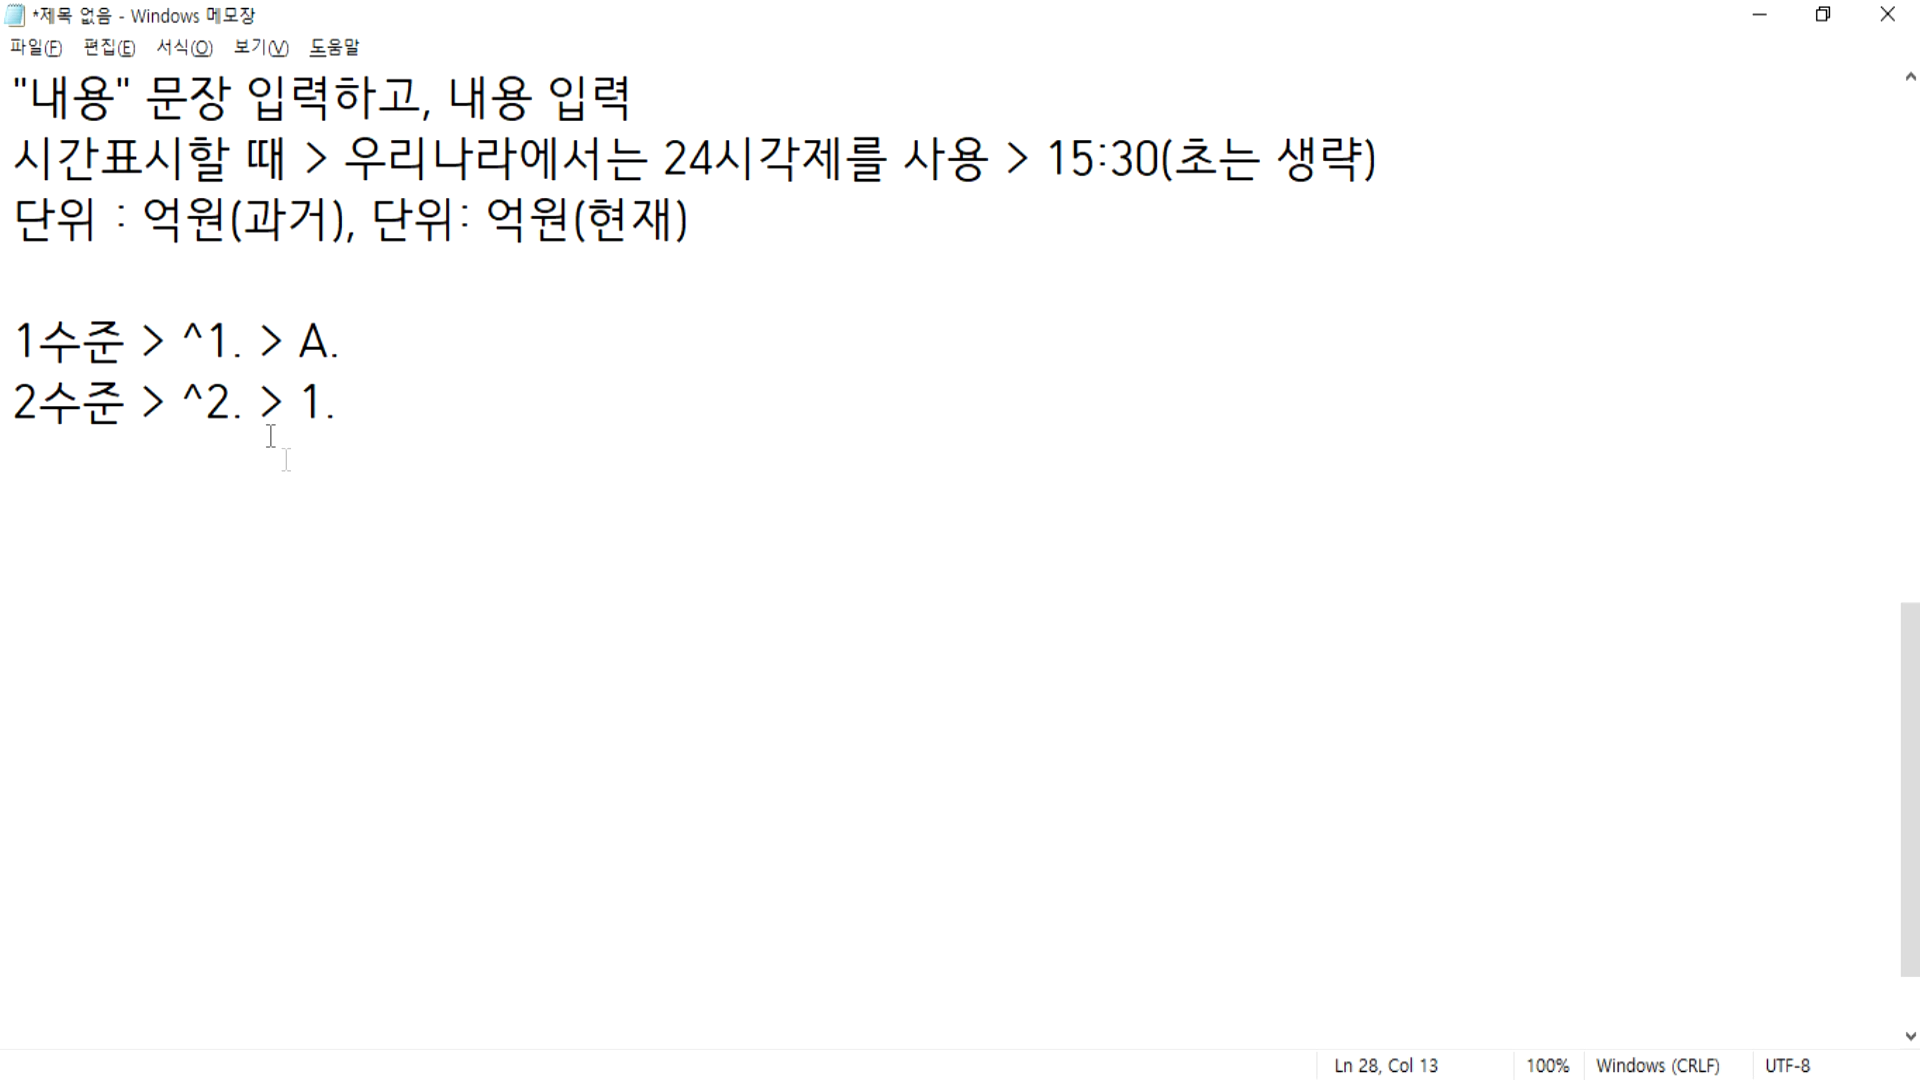 *제목 없음 - Windows 메모장
파일(F) 편집(E) 서식(O) 보기(V) 도움말
"내용" 문장 입력하고, 내용 입력
시간표시할 때 > 우리나라에서는 24시각제를 사용 > 15:30(초는 생략)
단위 : 억원(과거), 단위: 억원(현재)
1수준 > ^1. > A.
2수준 > ^2. > 1.
Ln 28, Col 13 100% Windows (CRLF) UTF-8